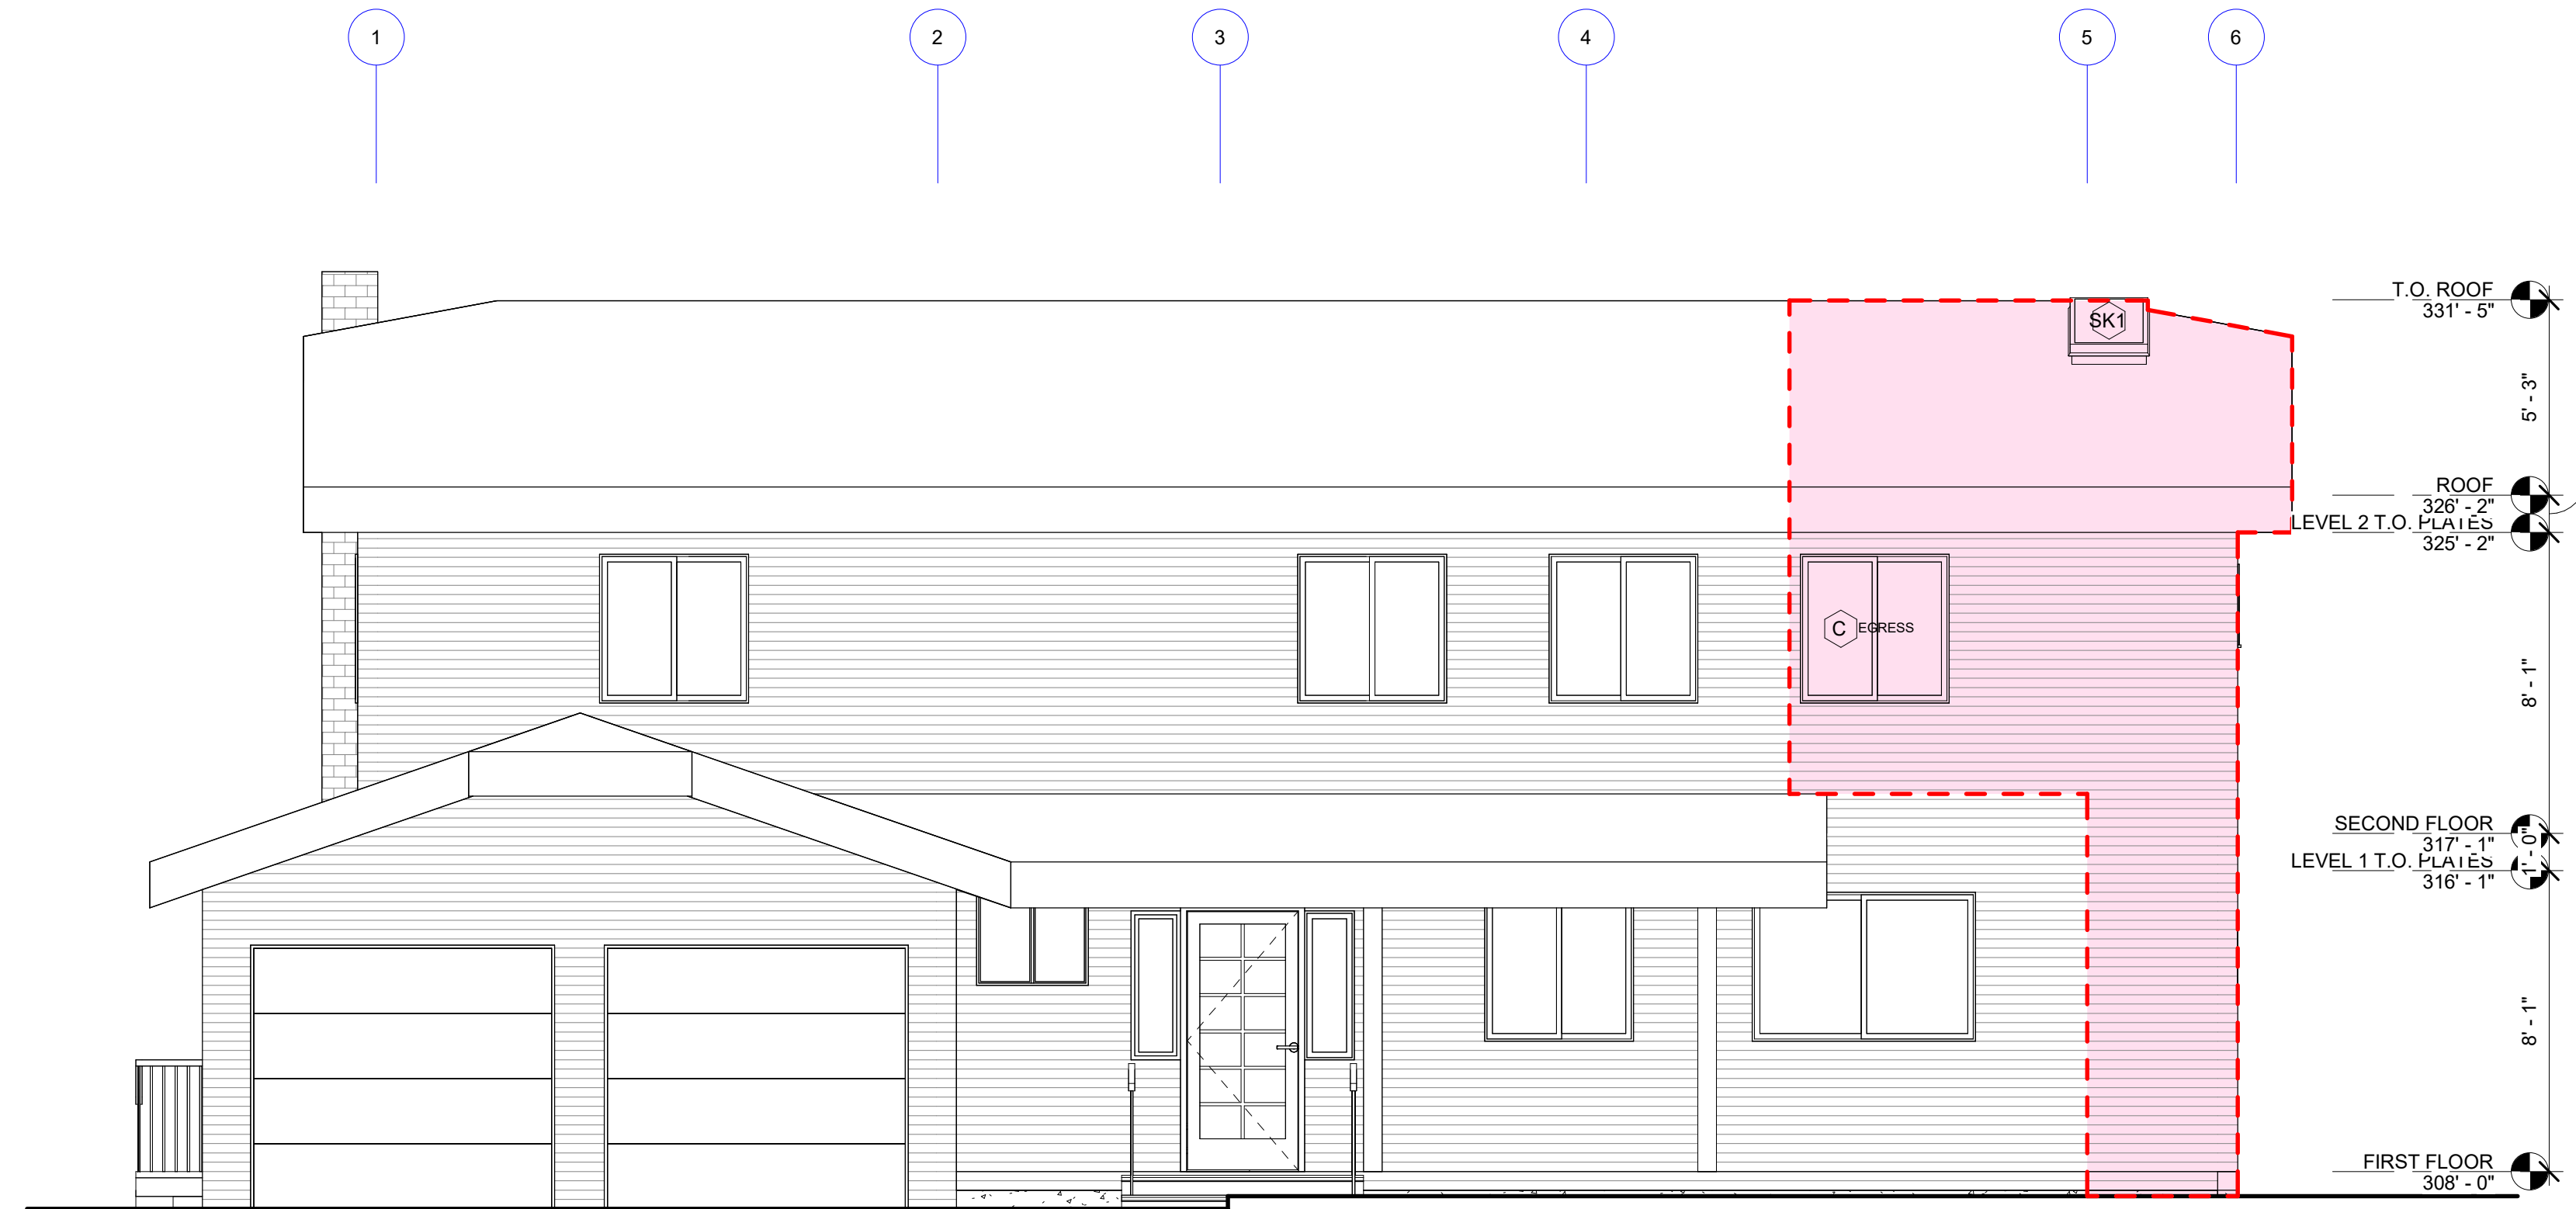 1 2 3 4 5 6
T.O. ROOF
331' - 5"
SK1
5' - 3"
ROOF
326' - 2"
LEVEL 2 T.O. PLATES
325' - 2"
C EGRESS
8' - 1"
SECOND FLOOR
317' - 1"
1' - 0"
LEVEL 1 T.O. PLATES
316' - 1"
8' - 1"
FIRST FLOOR
308' - 0"